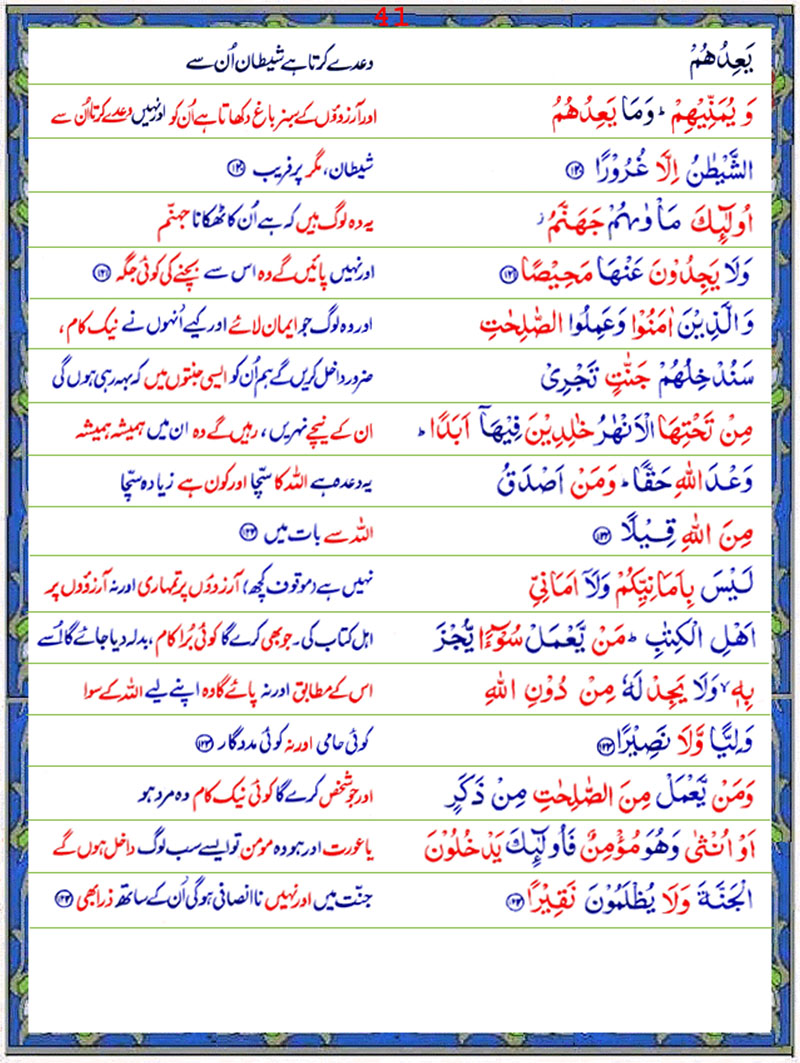 41
يَعِدُهُمْ وعدے کرتا ہے شیطان اُن سے
وَ يُمَنِّيْهِمْ ؕ وَمَا يَعِدُهُمُ اور آرزوؤں کے سبز باغ دکھاتا ہے اُن کو اور نہیں وعدے کرتا اُن سے
الشَّيْطٰنُ اِلَّا غُرُوْرًا ﴿۱۲۰﴾ شیطان، مگر پُرفریب ﴿۱۲۰﴾
اُولٰٓئِكَ مَاْوٰىهُمْ جَهَنَّمُ ز یہ وہ لوگ ہیں کہ ہے اُن کا ٹھکانا جہنّم
وَلَا يَجِدُوْنَ عَنْهَا مَحِيْصًا ﴿۱۲۱﴾ اور نہیں پائیں گے وہ اس سے بچنے کی کوئی جگہ ﴿۱۲۱﴾
وَ الَّذِيْنَ اٰمَنُوْا وَعَمِلُوا الصّٰلِحٰتِ اور وہ لوگ جو ایمان لائے اور کیے اُنہوں نے نیک کام ،
سَنُدْخِلُهُمْ جَنّٰتٍ تَجْرِيْ ضرور داخل کریں گے ہم اُن کو ایسی جنتوں میں کہ بہہ رہی ہوں گی
مِنْ تَحْتِهَا الْاَنْهٰرُ خٰلِدِيْنَ فِيْهَاۤ اَبَدًا ؕ ان کے نیچے نہریں ، رہیں گے وہ ان میں ہمیشہ ہمیشہ
وَعْدَ اللّٰهِ حَقًّا ؕ وَمَنْ اَصْدَقُ یہ وعدہ ہے اللہ کا سچّا اور کون ہے زیادہ سچّا
مِنَ اللّٰهِ قِيْلًا ﴿۱۲۲﴾ اللہ سے بات میں ﴿۱۲۲﴾
لَيْسَ بِاَمَانِيِّكُمْ وَلَاۤ اَمَانِيِّ نہیں ہے (موقوف کچھ) آرزوؤں پر تمہاری اور نہ آرزوؤں پر
اَهْلِ الْكِتٰبِ ؕ مَنْ يَّعْمَلْ سُوْٓءًا يُّجْزَ اہل کتاب کی۔ جو بھی کرے گا کوئی بُرا کام ، بدلہ دیا جائے گا اُسے
بِهٖ ۙ وَلَا يَجِدْ لَهٗ مِنْ دُوْنِ اللّٰهِ اس کے مطابق اور نہ پائے گا وہ اپنے لیے اللہ کے سوا
وَلِيًّا وَّلَا نَصِيْرًا ﴿۱۲۳﴾ کوئی حامی اور نہ کوئی مددگار ﴿۱۲۳﴾
وَمَنْ يَّعْمَلْ مِنَ الصّٰلِحٰتِ مِنْ ذَكَرٍ اور جو شخص کرے گا کوئی نیک کام وہ مرد ہو
اَوْ اُنْثٰى وَهُوَ مُؤْمِنٌ فَاُولٰٓئِكَ يَدْخُلُوْنَ یا عورت اور ہو وہ مومن تو ایسے سب لوگ داخل ہوں گے
الْجَنَّةَ وَلَا يُظْلَمُوْنَ نَقِيْرًا ﴿۱۲۴﴾ جنّت میں اور نہیں ناانصافی ہوگی اُن کے ساتھ ذرا بھی ﴿۱۲۴﴾